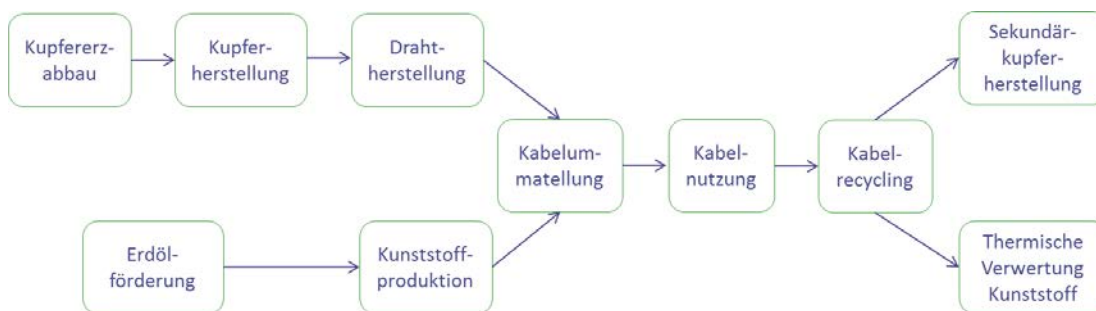 Kupfererz-
abbau
Kupfer-
herstellung
Draht-
herstellung
Sekundär-
kupfer-
herstellung
Kabelum-
matellung
Kabel-
nutzung
Kabel-
recycling
Erdöl-
förderung
Kunststoff-
produktion
Thermische
Verwertung
Kunststoff